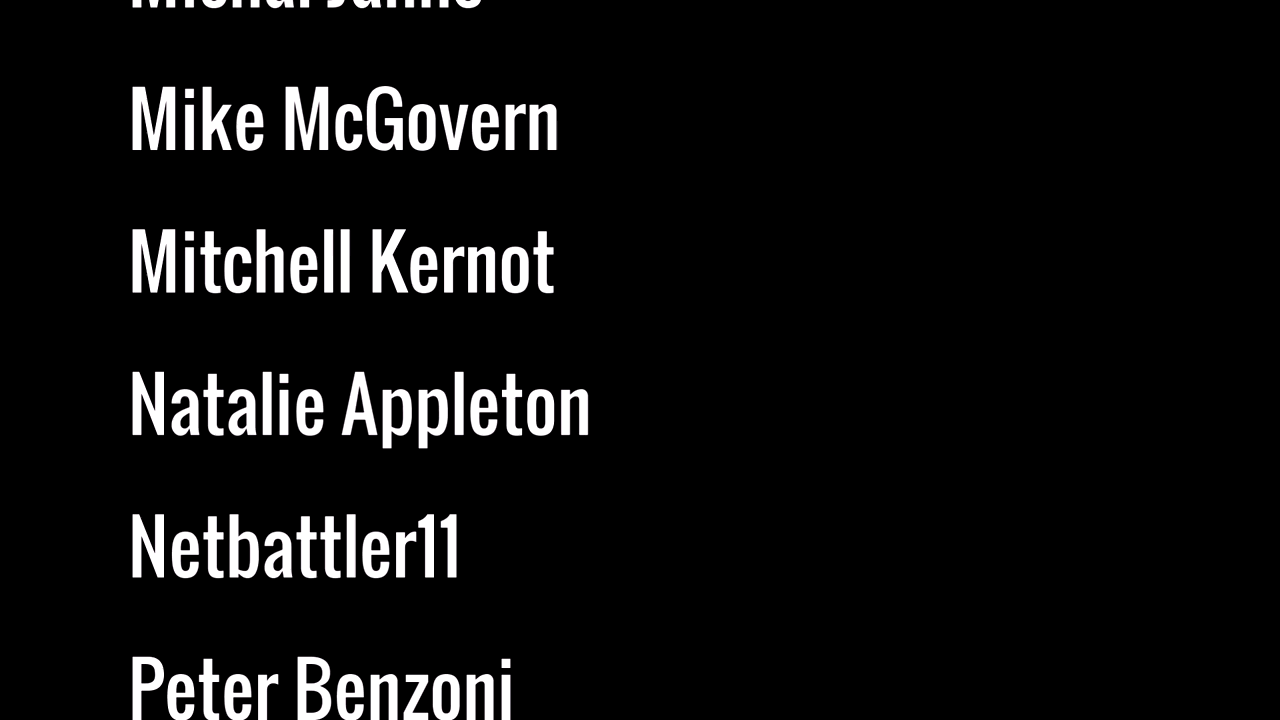 Mike McGovern
Mitchell Kernot
Natalie Appleton
Netbattler11
Peter Benzoni